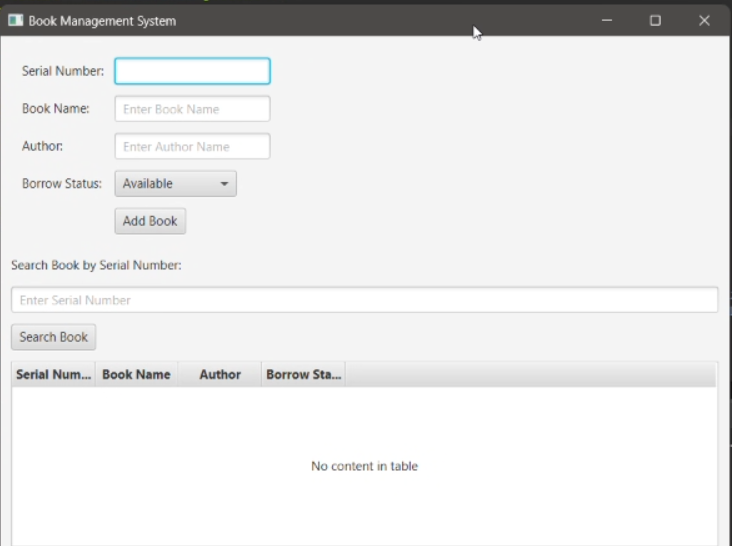 Book Management System
Serial Number:
Book Name: Enter Book Name
Author: Enter Author Name
Borrow Status: Available
Add Book
Search Book by Serial Number:
Enter Serial Number
Search Book
Serial Num... Book Name Author Borrow Sta...
No content in table